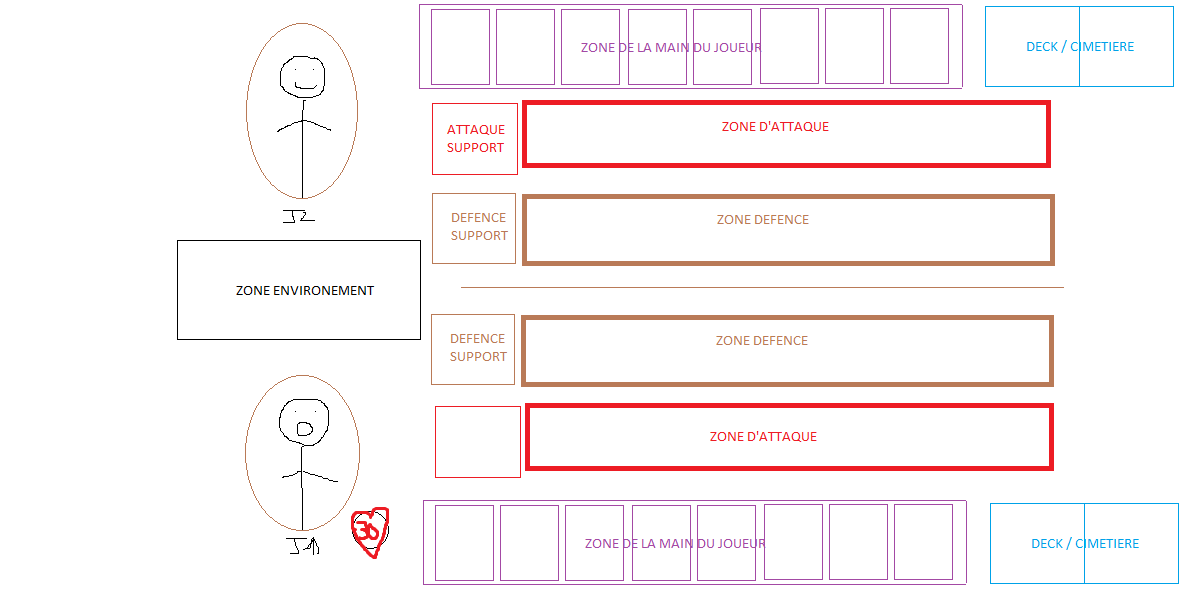 ZONE DE LA MAIN DU JOUEUR
DECK / CIMETIERE
ATTAQUE
SUPPORT
ZONE D'ATTAQUE
DEFENCE
SUPPORT
ZONE DEFENCE
J2
ZONE ENVIRONEMENT
DEFENCE
SUPPORT
ZONE DEFENCE
ZONE D'ATTAQUE
30
J1
ZONE DE LA MAIN DU JOUEUR
DECK / CIMETIERE